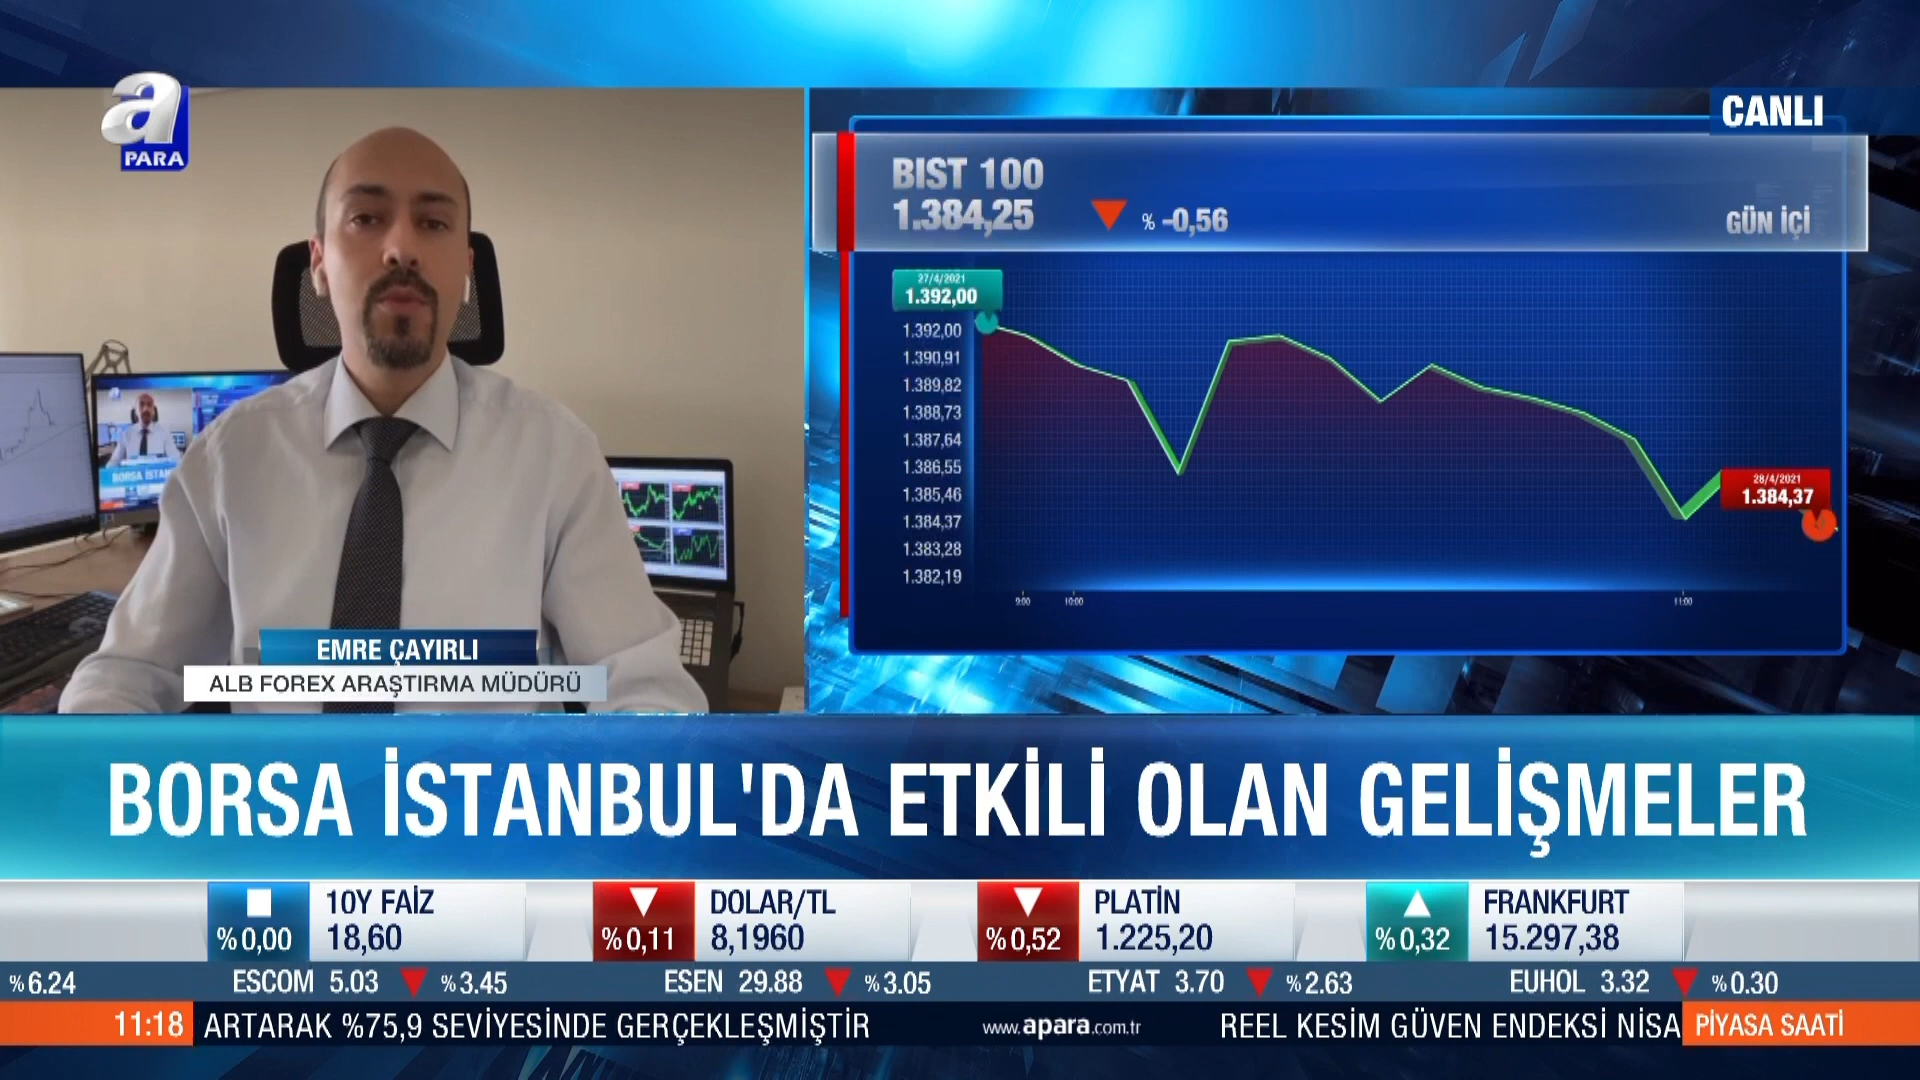 a
PARA
CANLI
BIST 100
1.384,25
% -0,56
GÜN İÇİ
27/4/2021
1.392,00
1.392,00
1.390,91
1.389,82
1.388,73
1.387,64
1.386,55
1.385,46
1.384,37
1.383,28
1.382,19
28/4/2021
1.384,37
9:00
10:00
11:00
EMRE ÇAYIRLI
ALB FOREX ARAŞTIRMA MÜDÜRÜ
BORSA İSTANBUL'DA ETKİLİ OLAN GELİŞMELER
%0,00 10Y FAİZ 18,60
%0,11 DOLAR/TL 8,1960
%0,52 PLATİN 1.225,20
%0,32 FRANKFURT 15.297,38
%6.24 ESCOM 5.03 %3.45 ESEN 29.88 %3.05 ETYAT 3.70 %2.63 EUHOL 3.32 %0.30
11:18 ARTARAK %75,9 SEVİYESİNDE GERÇEKLEŞMİŞTİR www.apara.com.tr REEL KESİM GÜVEN ENDEKSİ NİSA PİYASA SAATİ